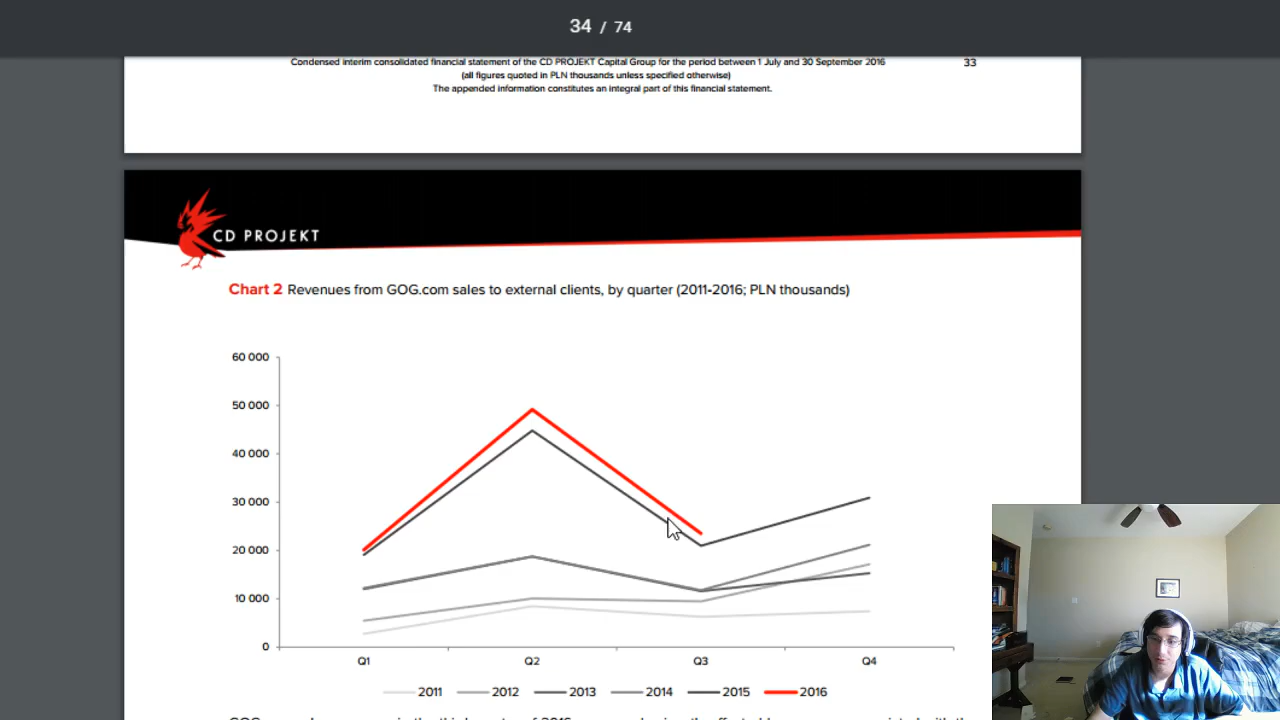 34 / 74
Condensed interim consolidated financial statement of the CD PROJEKT Capital Group for the period between 1 July and 30 September 2016
33
(all figures quoted in PLN thousands unless specified otherwise)
The appended information constitutes an integral part of this financial statement.
CD PROJEKT
Chart 2 Revenues from GOG.com sales to external clients, by quarter (2011-2016; PLN thousands)
60 000
50 000
40 000
30 000
20 000
10 000
0
Q1 Q2 Q3 Q4
2011 2012 2013 2014 2015 2016